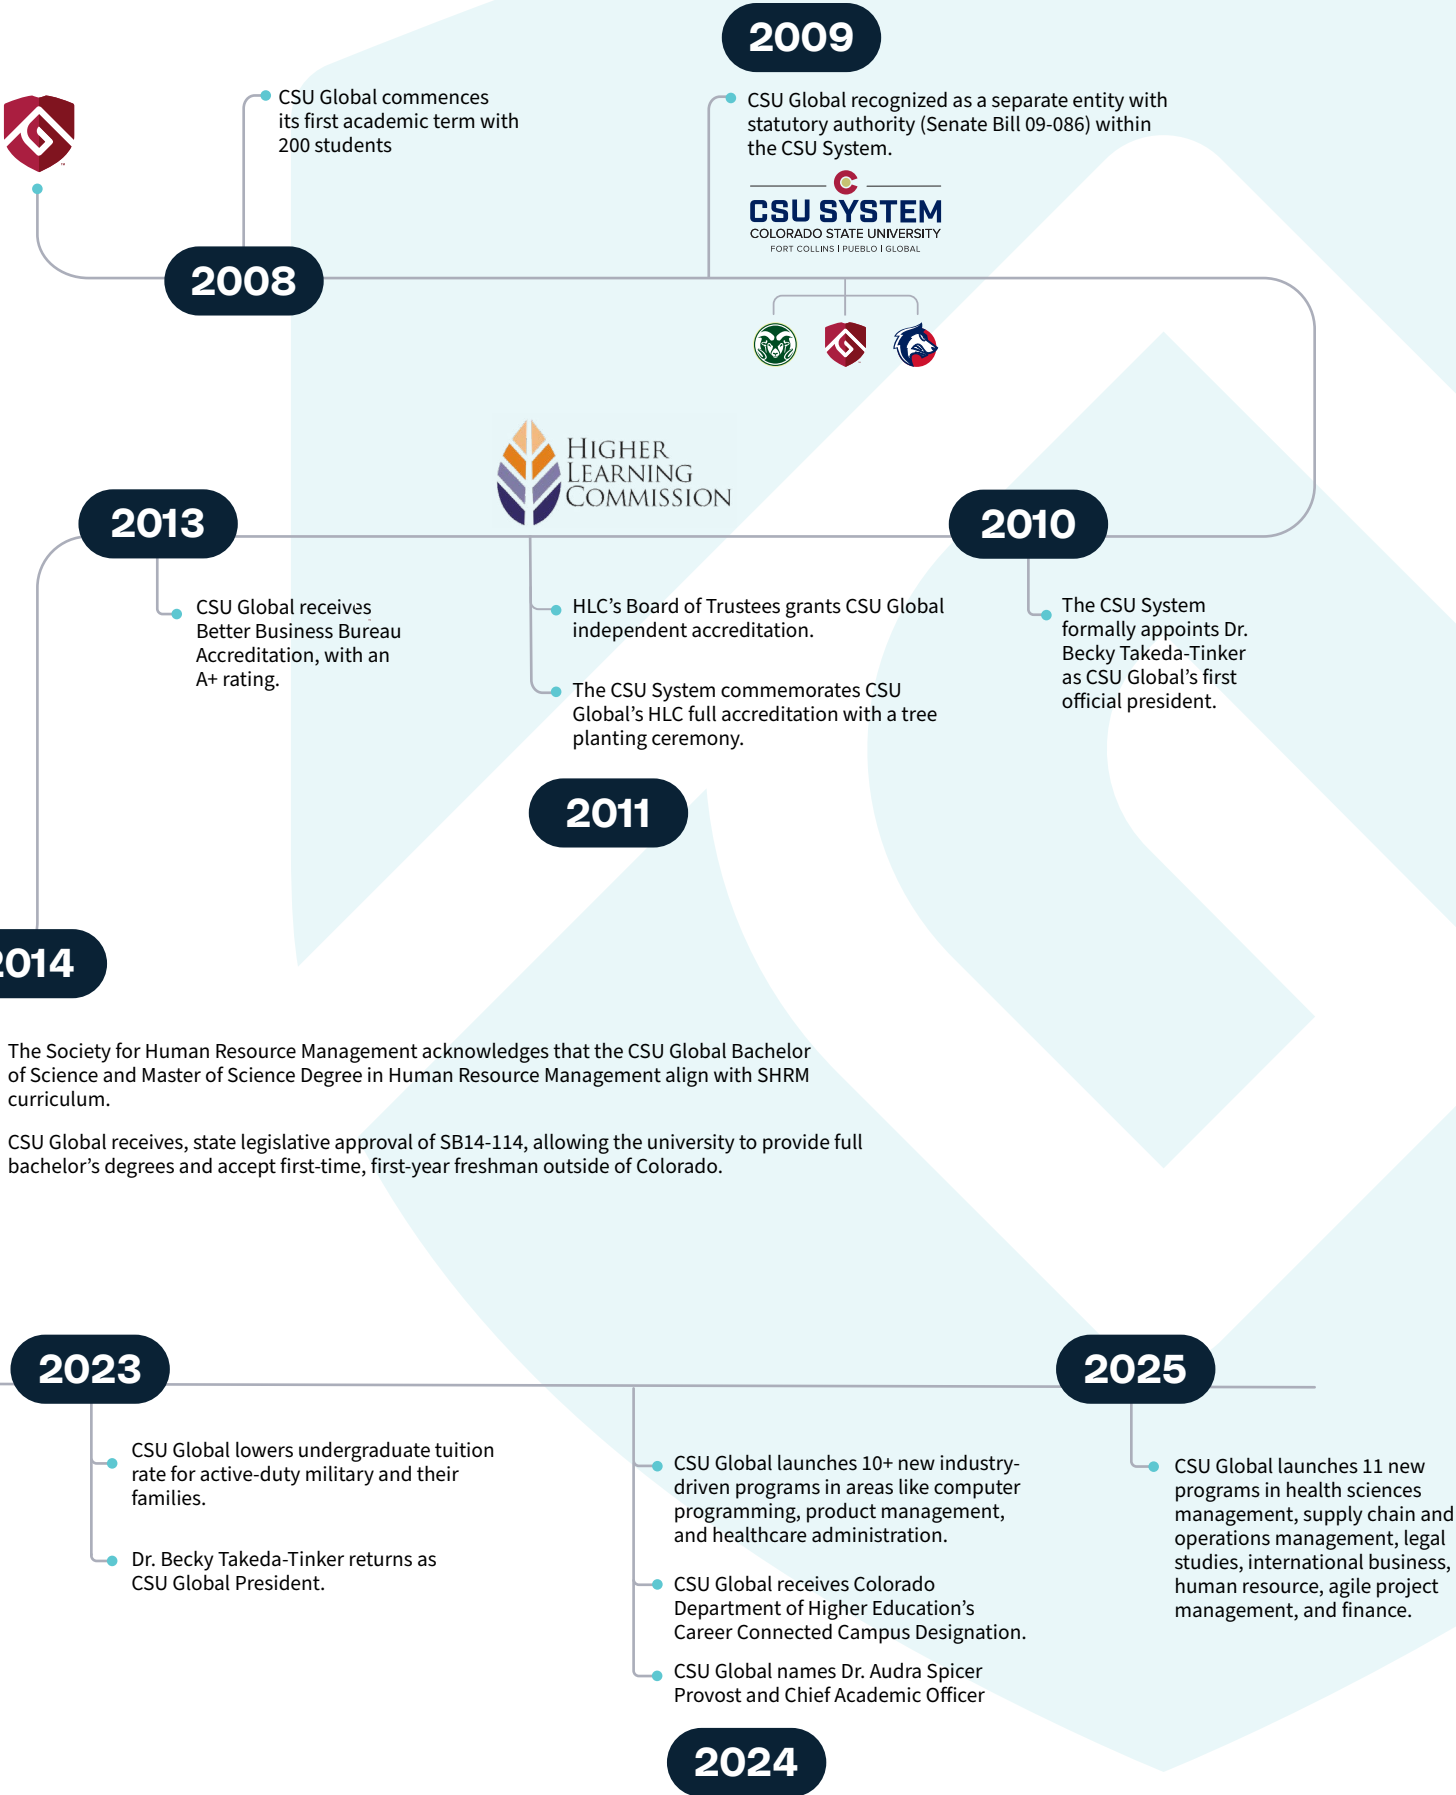 2009
CSU Global commences
its first academic term with
200 students
CSU Global recognized as a separate entity with
statutory authority (Senate Bill 09-086) within
the CSU System.
CSU SYSTEM
COLORADO STATE UNIVERSITY
FORT COLLINS | PUEBLO | GLOBAL
2008
HIGHER
LEARNING
COMMISSION
2013
2010
CSU Global receives
Better Business Bureau
Accreditation, with an
A+ rating.
HLC’s Board of Trustees grants CSU Global
independent accreditation.
The CSU System commemorates CSU
Global’s HLC full accreditation with a tree
planting ceremony.
The CSU System
formally appoints Dr.
Becky Takeda-Tinker
as CSU Global’s first
official president.
2011
2014
The Society for Human Resource Management acknowledges that the CSU Global Bachelor
of Science and Master of Science Degree in Human Resource Management align with SHRM
curriculum.
CSU Global receives, state legislative approval of SB14-114, allowing the university to provide full
bachelor’s degrees and accept first-time, first-year freshman outside of Colorado.
2023
2025
CSU Global lowers undergraduate tuition
rate for active-duty military and their
families.
Dr. Becky Takeda-Tinker returns as
CSU Global President.
CSU Global launches 10+ new industry-
driven programs in areas like computer
programming, product management,
and healthcare administration.
CSU Global receives Colorado
Department of Higher Education’s
Career Connected Campus Designation.
CSU Global names Dr. Audra Spicer
Provost and Chief Academic Officer
CSU Global launches 11 new
programs in health sciences
management, supply chain and
operations management, legal
studies, international business,
human resource, agile project
management, and finance.
2024